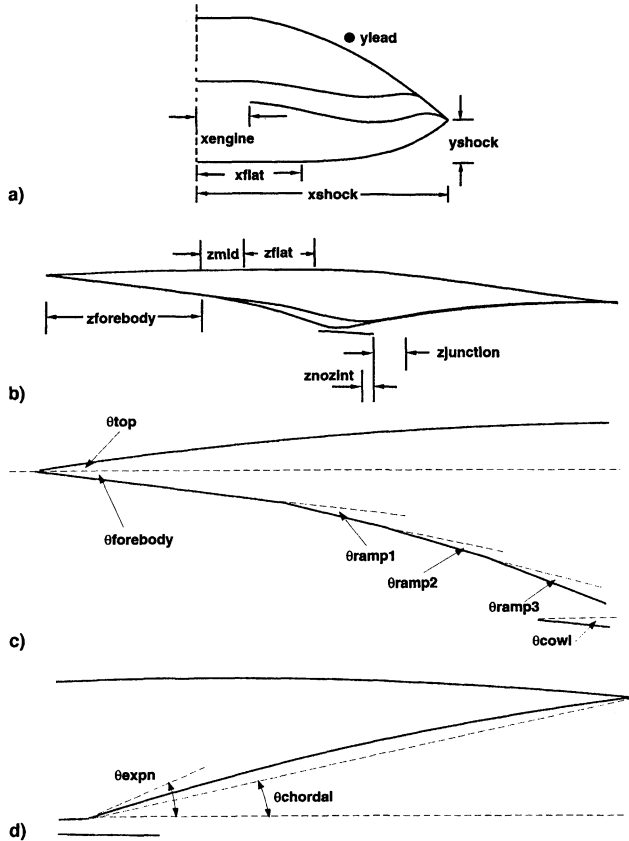 ylead
xengine
yshock
xflat
xshock
a)
zmid
zflat
zforebody
zjunction
znozint
b)
θtop
θforebody
θramp1
θramp2
θramp3
θcowl
c)
θexpn
θchordal
d)